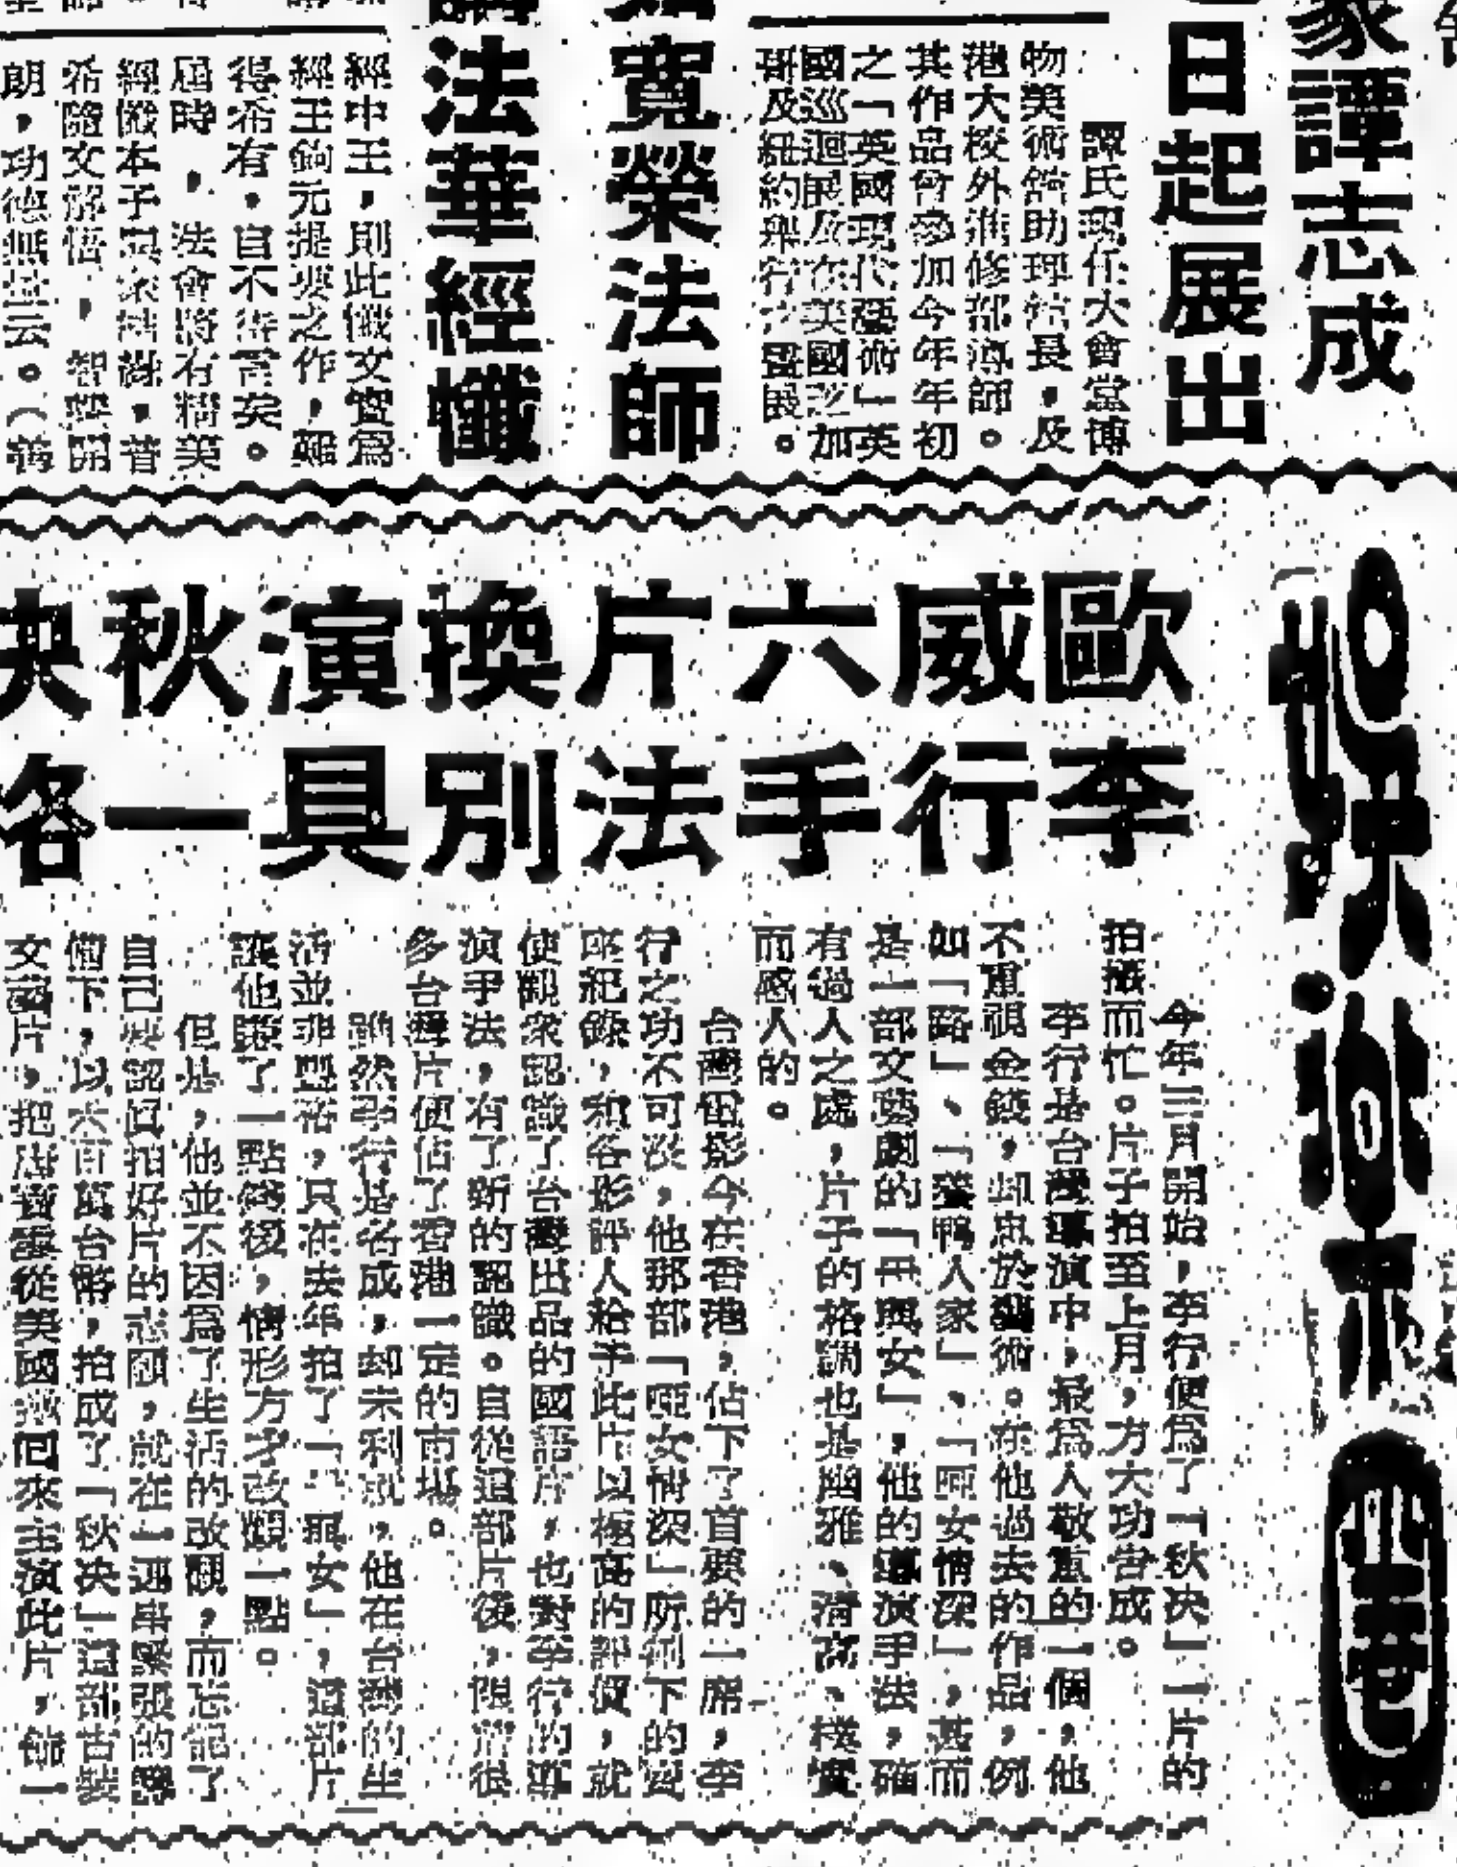 家譚志成
日起展出
譚氏現任大會堂博
物美術館助理館長，及
港大校外進修部導師。
其作品曾參加今年年初
之「英國現代藝術」英
國巡迴展及在美國芝加
哥及紐約舉行之畫展。
寬榮法師
法華經懺
經中王，則此懺文實為
經王鈎元提要之作，難
得希有，自不待言矣。
屆時，法會將有精美
經懺本子與眾結緣，普
希隨文解悟，智慧開
朗，功德無量云。（善
歐威六片換演秋決
李行手法別具一
今年三月開始，李行便為了「秋決」一片的
拍攝而忙。片子拍至上月，方大功告成。
李行是台灣導演中，最為人敬重的一個，他
不重視金錢，却忠於藝術。在他過去的作品，例
如「路」、「養鴨人家」、「啞女情深」，甚而
是一部文藝劇的「母與女」，他的導演手法，確
有過人之處，片子的格調也是幽雅、清高、樸實
而感人的。
台灣電影今在香港，佔下了首要的一席，李
行之功不可沒，他那部「啞女情深」所創下的賣
座紀錄，和各影評人給予此片以極高的評價，就
使觀衆認識了台灣出品的國語片，也對李行的導
演手法，有了新的認識。自從這部片後，限常很
多台灣片便佔了香港一定的市場。
雖然李行是名成，却未利就，他在台灣的生
活並非豐裕，只在去年拍了「女」，這部片
讓他賺了一點錢後，情形方才改觀一點。
但是，他並不因為了生活的改觀，而忘記了
自己要認眞拍好片的志願，就在一連串緊張的籌
備下，以六百萬台幣，拍成了「秋決」這部古裝
文藝片，把唐寶雲從美國找回來主演此片，飾一